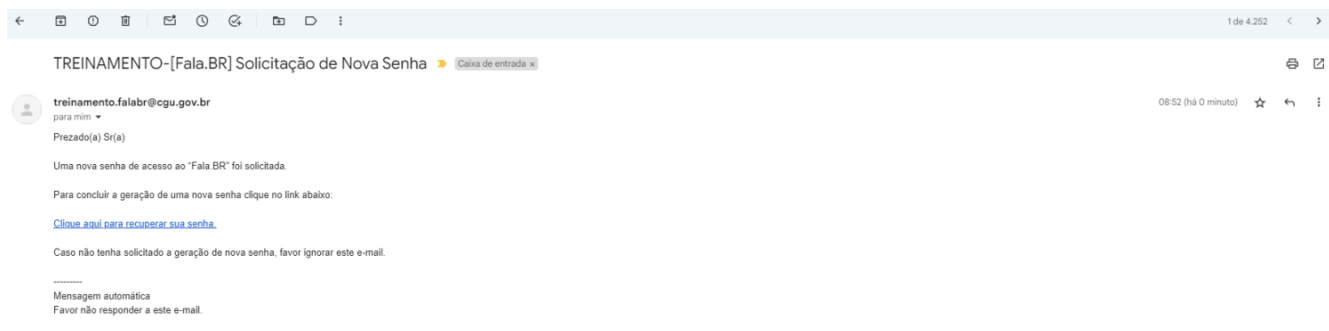 1 de 4.252
TREINAMENTO-[Fala.BR] Solicitação de Nova Senha
Caixa de entrada x
treinamento.falabr@cgu.gov.br
08:52 (há 0 minuto)
para mim
Prezado(a) Sr(a)
Uma nova senha de acesso ao "Fala.BR" foi solicitada.
Para concluir a geração de uma nova senha clique no link abaixo:
Clique aqui para recuperar sua senha.
Caso não tenha solicitado a geração de nova senha, favor ignorar este e-mail.
---------
Mensagem automática
Favor não responder a este e-mail.